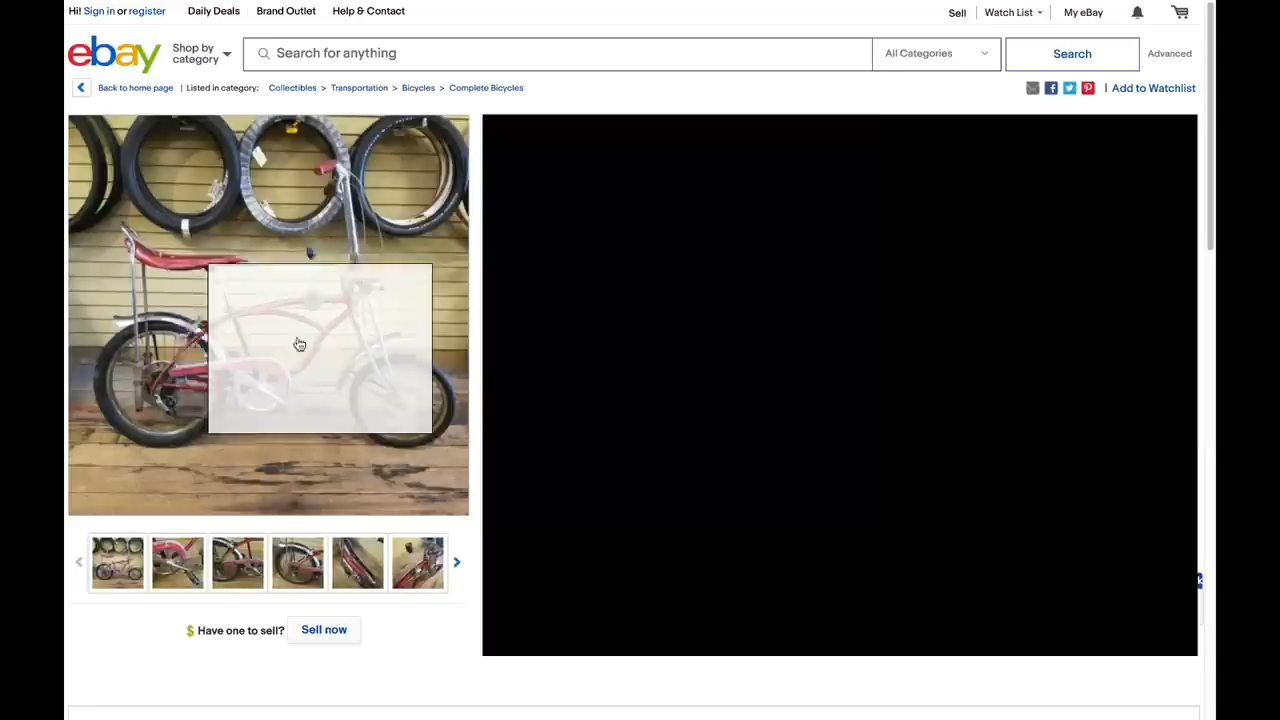 Hi! Sign in or register Daily Deals Brand Outlet Help & Contact Sell Watch List My eBay
ebay Shop by category Search for anything All Categories Search Advanced
Back to home page | Listed in category: Collectibles > Transportation > Bicycles > Complete Bicycles | Add to Watchlist
$ Have one to sell? Sell now